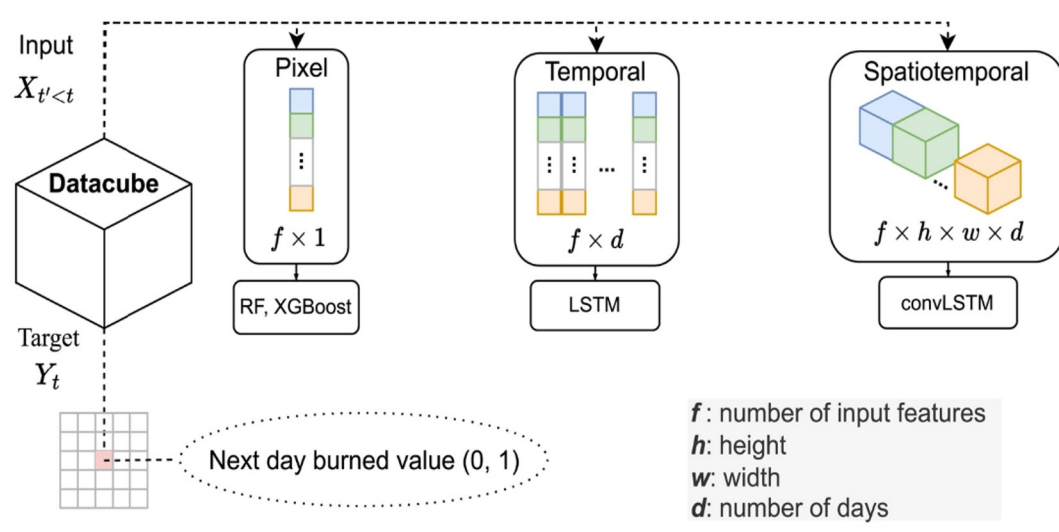 Input
X_{t'<t}
Datacube
Target
Y_t
Pixel
⋮
f × 1
RF, XGBoost
Temporal
⋮ ⋮ ... ⋮
f × d
LSTM
Spatiotemporal
...
f × h × w × d
convLSTM
Next day burned value (0, 1)
f : number of input features
h: height
w: width
d: number of days